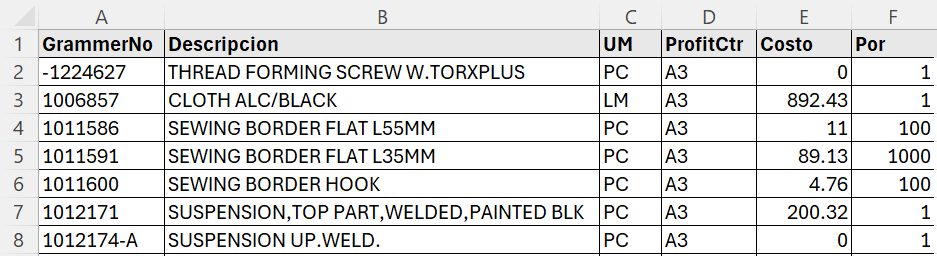 A B C D E F
1 GrammerNo Descripcion UM ProfitCtr Costo Por
2 -1224627 THREAD FORMING SCREW W.TORXPLUS PC A3 0 1
3 1006857 CLOTH ALC/BLACK LM A3 892.43 1
4 1011586 SEWING BORDER FLAT L55MM PC A3 11 100
5 1011591 SEWING BORDER FLAT L35MM PC A3 89.13 1000
6 1011600 SEWING BORDER HOOK PC A3 4.76 100
7 1012171 SUSPENSION,TOP PART,WELDED,PAINTED BLK PC A3 200.32 1
8 1012174-A SUSPENSION UP.WELD. PC A3 0 1